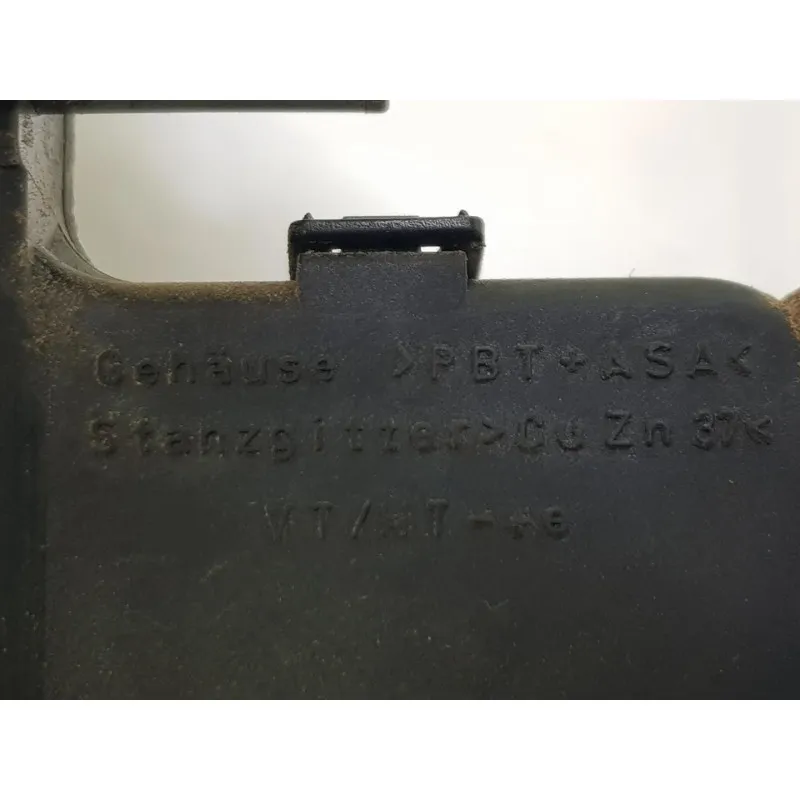 Gehäuse >PBT+ASA<
Stanzgitter>CuZn37<